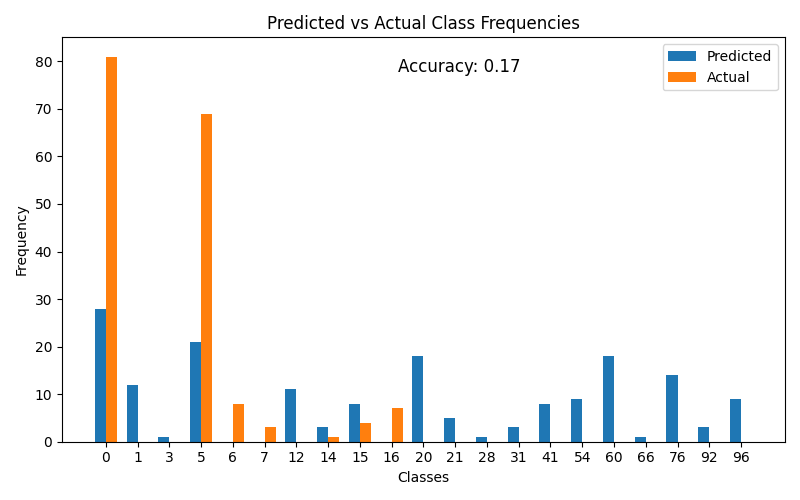 Predicted vs Actual Class Frequencies
Accuracy: 0.17
Predicted
Actual
Frequency
80
70
60
50
40
30
20
10
0
0 1 3 5 6 7 12 14 15 16 20 21 28 31 41 54 60 66 76 92 96
Classes